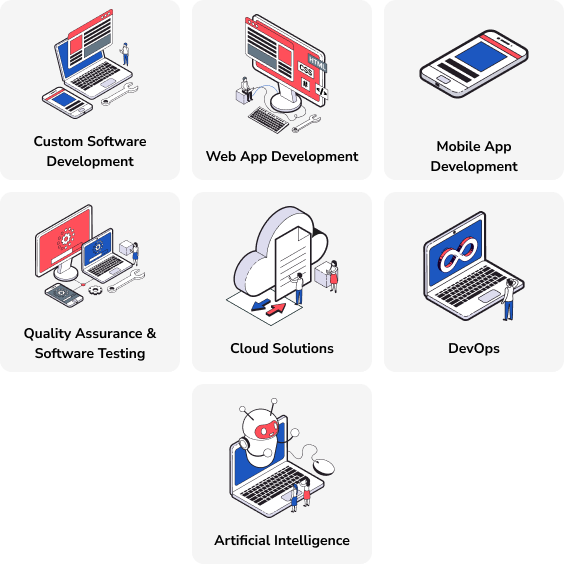 Custom Software
Development
HTML
CSS
Web App Development
Mobile App
Development
Quality Assurance &
Software Testing
Cloud Solutions
DevOps
Artificial Intelligence